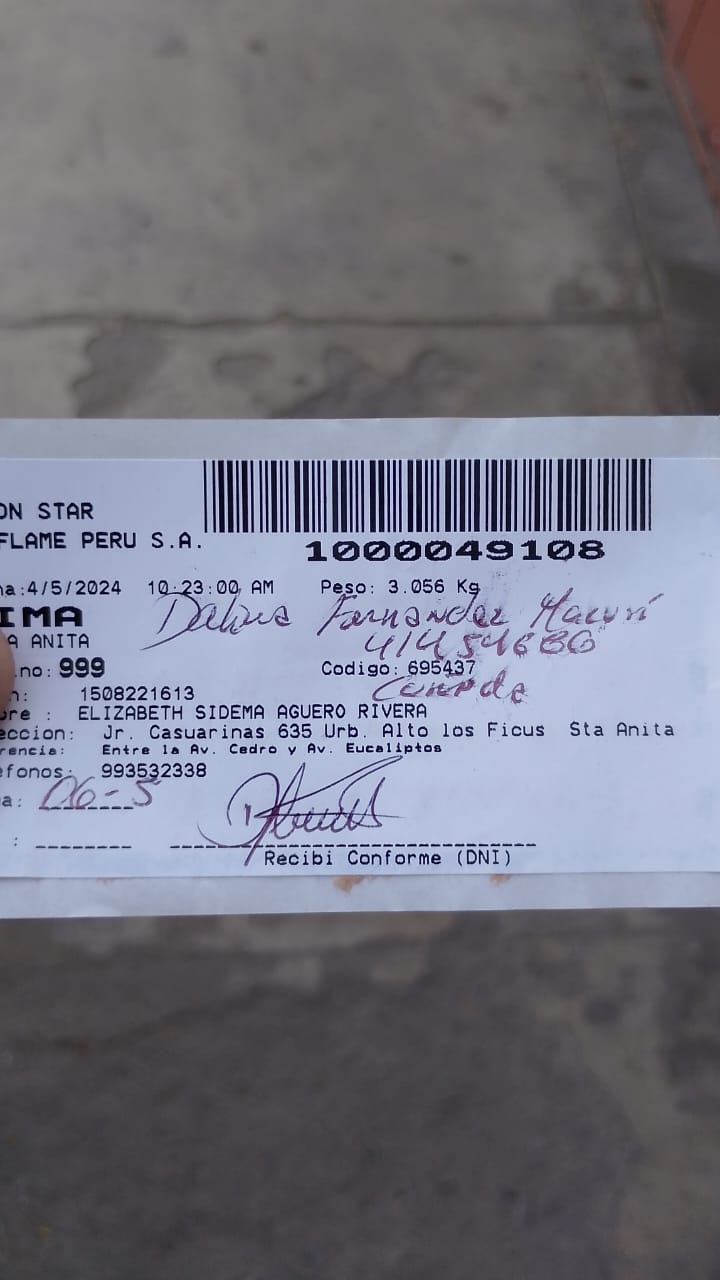 ON STAR
FLAME PERU S.A.
1000049108
a:4/5/2024 10:23:00 AM Peso: 3.056 Kg
IMA
Fernandez
A ANITA
.no: 999 Codigo: 695437
n: 1508221613
re : ELIZABETH SIDEMA AGUERO RIVERA
eccion: Jr. Casuarinas 635 Urb. Alto los Ficus Sta Anita
rencia: Entre la Av. Cedro y Av. Eucaliptos
efonos: 993532338
a: 06-5
Recibi Conforme (DNI)